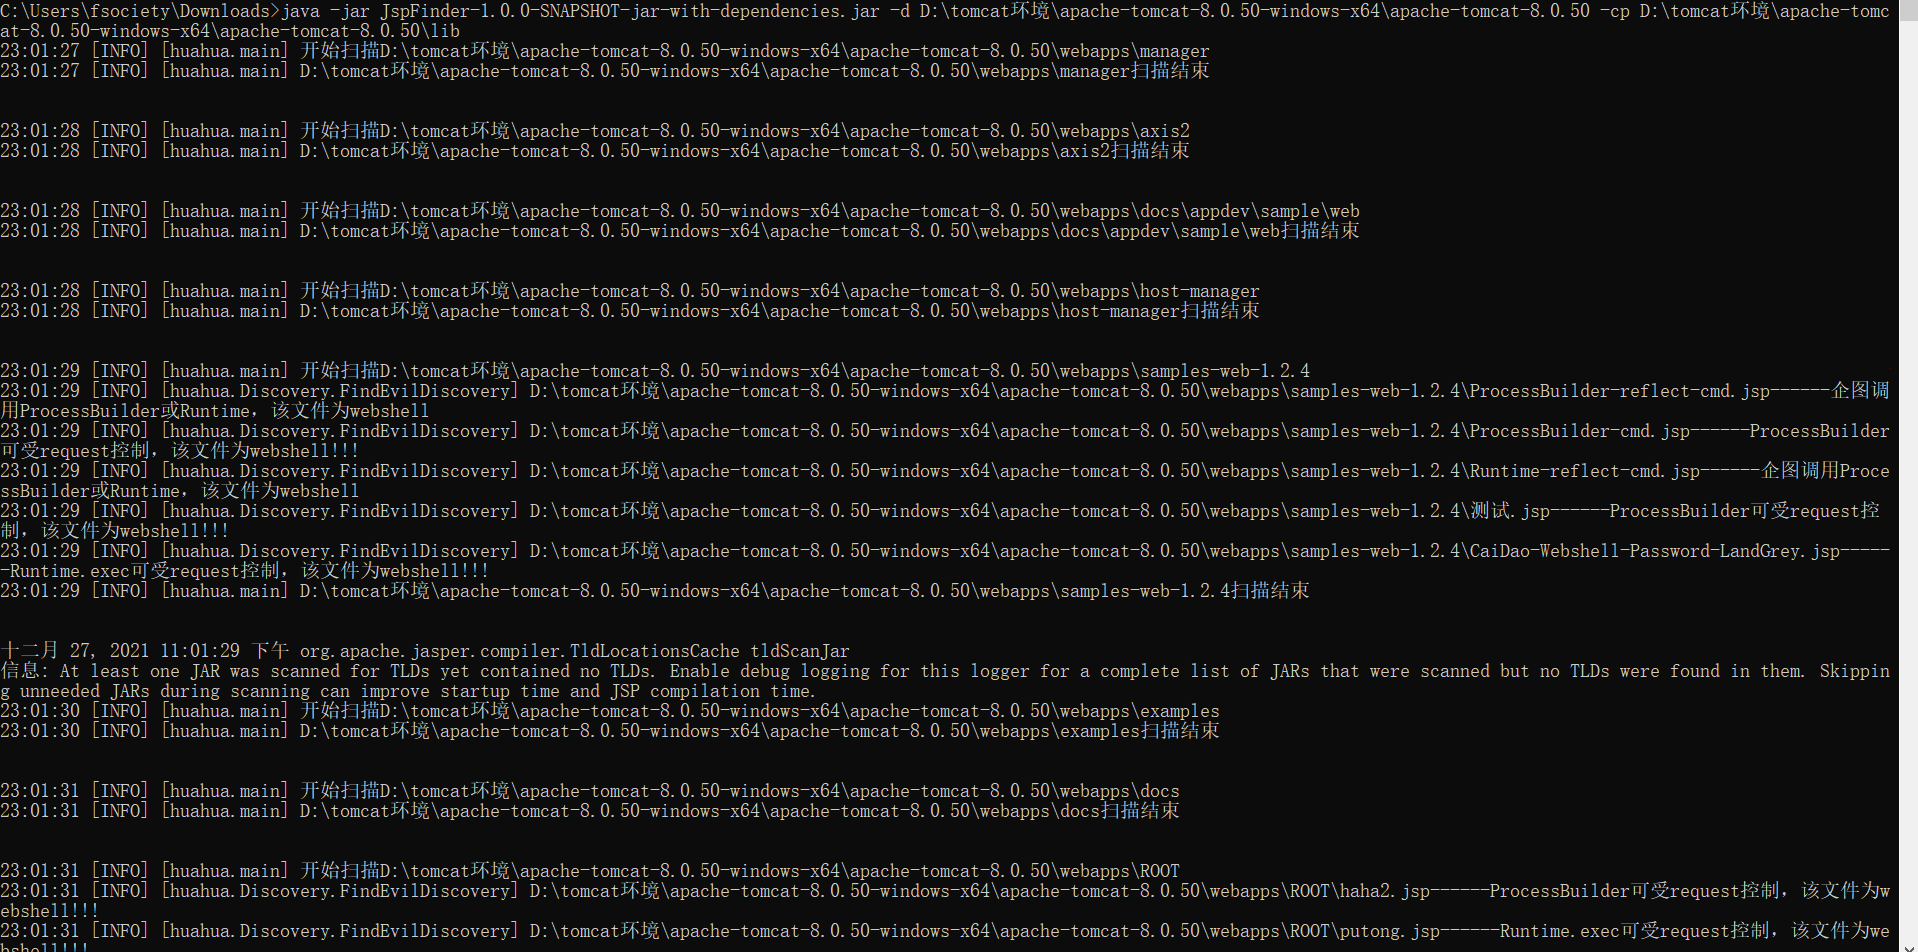 C:\Users\fsociety\Downloads>java -jar JspFinder-1.0.0-SNAPSHOT-jar-with-dependencies.jar -d D:\tomcat环境\apache-tomcat-8.0.50-windows-x64\apache-tomcat-8.0.50 -cp D:\tomcat环境\apache-tomc
at-8.0.50-windows-x64\apache-tomcat-8.0.50\lib
23:01:27 [INFO] [huahua.main] 开始扫描D:\tomcat环境\apache-tomcat-8.0.50-windows-x64\apache-tomcat-8.0.50\webapps\manager
23:01:27 [INFO] [huahua.main] D:\tomcat环境\apache-tomcat-8.0.50-windows-x64\apache-tomcat-8.0.50\webapps\manager扫描结束
23:01:28 [INFO] [huahua.main] 开始扫描D:\tomcat环境\apache-tomcat-8.0.50-windows-x64\apache-tomcat-8.0.50\webapps\axis2
23:01:28 [INFO] [huahua.main] D:\tomcat环境\apache-tomcat-8.0.50-windows-x64\apache-tomcat-8.0.50\webapps\axis2扫描结束
23:01:28 [INFO] [huahua.main] 开始扫描D:\tomcat环境\apache-tomcat-8.0.50-windows-x64\apache-tomcat-8.0.50\webapps\docs\appdev\sample\web
23:01:28 [INFO] [huahua.main] D:\tomcat环境\apache-tomcat-8.0.50-windows-x64\apache-tomcat-8.0.50\webapps\docs\appdev\sample\web扫描结束
23:01:28 [INFO] [huahua.main] 开始扫描D:\tomcat环境\apache-tomcat-8.0.50-windows-x64\apache-tomcat-8.0.50\webapps\host-manager
23:01:28 [INFO] [huahua.main] D:\tomcat环境\apache-tomcat-8.0.50-windows-x64\apache-tomcat-8.0.50\webapps\host-manager扫描结束
23:01:29 [INFO] [huahua.main] 开始扫描D:\tomcat环境\apache-tomcat-8.0.50-windows-x64\apache-tomcat-8.0.50\webapps\samples-web-1.2.4
23:01:29 [INFO] [huahua.Discovery.FindEvilDiscovery] D:\tomcat环境\apache-tomcat-8.0.50-windows-x64\apache-tomcat-8.0.50\webapps\samples-web-1.2.4\ProcessBuilder-reflect-cmd.jsp------企图调
用ProcessBuilder或Runtime，该文件为webshell
23:01:29 [INFO] [huahua.Discovery.FindEvilDiscovery] D:\tomcat环境\apache-tomcat-8.0.50-windows-x64\apache-tomcat-8.0.50\webapps\samples-web-1.2.4\ProcessBuilder-cmd.jsp------ProcessBuilder
可受request控制，该文件为webshell!!!
23:01:29 [INFO] [huahua.Discovery.FindEvilDiscovery] D:\tomcat环境\apache-tomcat-8.0.50-windows-x64\apache-tomcat-8.0.50\webapps\samples-web-1.2.4\Runtime-reflect-cmd.jsp------企图调用Proce
ssBuilder或Runtime，该文件为webshell
23:01:29 [INFO] [huahua.Discovery.FindEvilDiscovery] D:\tomcat环境\apache-tomcat-8.0.50-windows-x64\apache-tomcat-8.0.50\webapps\samples-web-1.2.4\测试.jsp------ProcessBuilder可受request控
制，该文件为webshell!!!
23:01:29 [INFO] [huahua.Discovery.FindEvilDiscovery] D:\tomcat环境\apache-tomcat-8.0.50-windows-x64\apache-tomcat-8.0.50\webapps\samples-web-1.2.4\CaiDao-Webshell-Password-LandGrey.jsp-----
-Runtime.exec可受request控制，该文件为webshell!!!
23:01:29 [INFO] [huahua.main] D:\tomcat环境\apache-tomcat-8.0.50-windows-x64\apache-tomcat-8.0.50\webapps\samples-web-1.2.4扫描结束
十二月 27, 2021 11:01:29 下午 org.apache.jasper.compiler.TldLocationsCache tldScanJar
信息: At least one JAR was scanned for TLDs yet contained no TLDs. Enable debug logging for this logger for a complete list of JARs that were scanned but no TLDs were found in them. Skippin
g unneeded JARs during scanning can improve startup time and JSP compilation time.
23:01:30 [INFO] [huahua.main] 开始扫描D:\tomcat环境\apache-tomcat-8.0.50-windows-x64\apache-tomcat-8.0.50\webapps\examples
23:01:30 [INFO] [huahua.main] D:\tomcat环境\apache-tomcat-8.0.50-windows-x64\apache-tomcat-8.0.50\webapps\examples扫描结束
23:01:31 [INFO] [huahua.main] 开始扫描D:\tomcat环境\apache-tomcat-8.0.50-windows-x64\apache-tomcat-8.0.50\webapps\docs
23:01:31 [INFO] [huahua.main] D:\tomcat环境\apache-tomcat-8.0.50-windows-x64\apache-tomcat-8.0.50\webapps\docs扫描结束
23:01:31 [INFO] [huahua.main] 开始扫描D:\tomcat环境\apache-tomcat-8.0.50-windows-x64\apache-tomcat-8.0.50\webapps\ROOT
23:01:31 [INFO] [huahua.Discovery.FindEvilDiscovery] D:\tomcat环境\apache-tomcat-8.0.50-windows-x64\apache-tomcat-8.0.50\webapps\ROOT\haha2.jsp------ProcessBuilder可受request控制，该文件为w
ebshell!!!
23:01:31 [INFO] [huahua.Discovery.FindEvilDiscovery] D:\tomcat环境\apache-tomcat-8.0.50-windows-x64\apache-tomcat-8.0.50\webapps\ROOT\putong.jsp------Runtime.exec可受request控制，该文件为we
bshell!!!